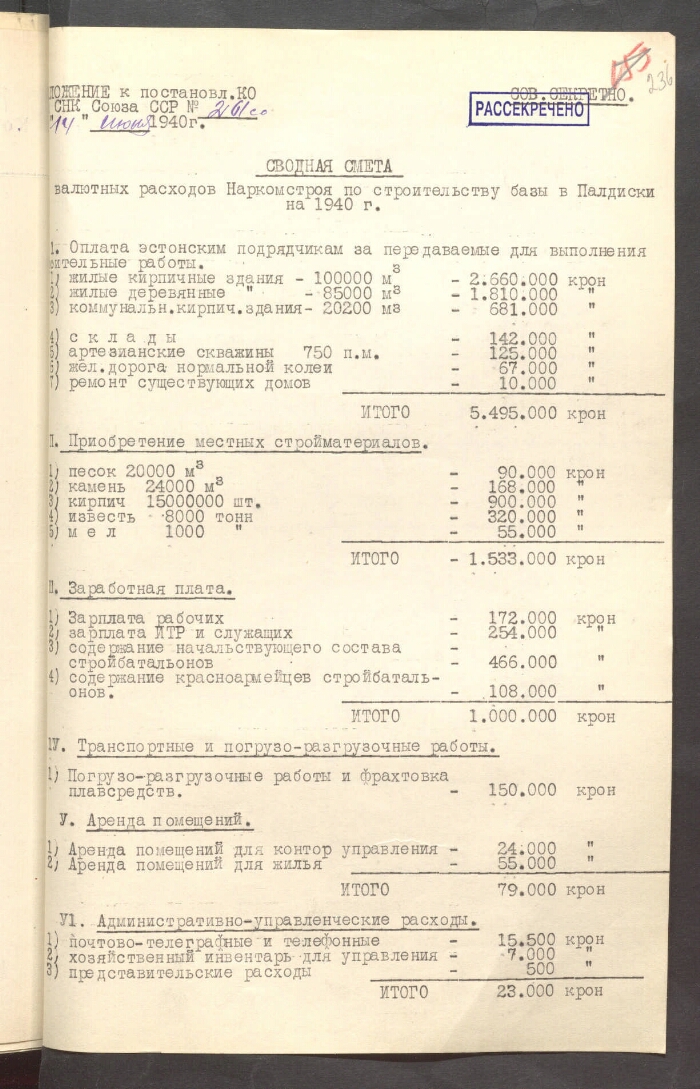 ЛОЖЕНИЕ к постановл.КО
СНК Союза ССР № 261сс
"14" июня 1940г.
СОВ.СЕКРЕТНО.
РАССЕКРЕЧЕНО
236
СВОДНАЯ СМЕТА
валютных расходов Наркомстроя по строительству базы в Палдиски
на 1940 г.
1. Оплата эстонским подрядчикам за передаваемые для выполнения
оительные работы.
1) жилые кирпичные здания - 100000 м3 - 2.660.000 крон
2) жилые деревянные " - 85000 м3 - 1.810.000 "
3) коммунальн.кирпич.здания- 20200 м3 - 681.000 "
4) с к л а д ы - 142.000 "
5) артезианские скважины 750 п.м. - 125.000 "
6) жел.дорога нормальной колеи - 67.000 "
7) ремонт существующих домов - 10.000 "
ИТОГО 5.495.000 крон
П. Приобретение местных стройматериалов.
1) песок 20000 м3 - 90.000 крон
2) камень 24000 м3 - 168.000 "
3) кирпич 15000000 шт. - 900.000 "
4) известь 8000 тонн - 320.000 "
5) м е л 1000 " - 55.000 "
ИТОГО - 1.533.000 крон
П. Заработная плата.
1) Зарплата рабочих - 172.000 крон
2) зарплата ИТР и служащих - 254.000 "
3) содержание начальствующего состава -
стройбатальонов 466.000 "
4) содержание красноармейцев стройбаталь-
онов. - 108.000 "
ИТОГО 1.000.000 крон
IУ. Транспортные и погрузо-разгрузочные работы.
1) Погрузо-разгрузочные работы и фрахтовка
плавсредств. - 150.000 крон
У. Аренда помещений.
1) Аренда помещений для контор управления - 24.000 "
2) Аренда помещений для жилья - 55.000 "
ИТОГО 79.000 крон
У1. Административно-управленческие расходы.
1) почтово-телеграфные и телефонные - 15.500 крон
2) хозяйственный инвентарь для управления - 7.000 "
3) представительские расходы - 500 "
ИТОГО 23.000 крон